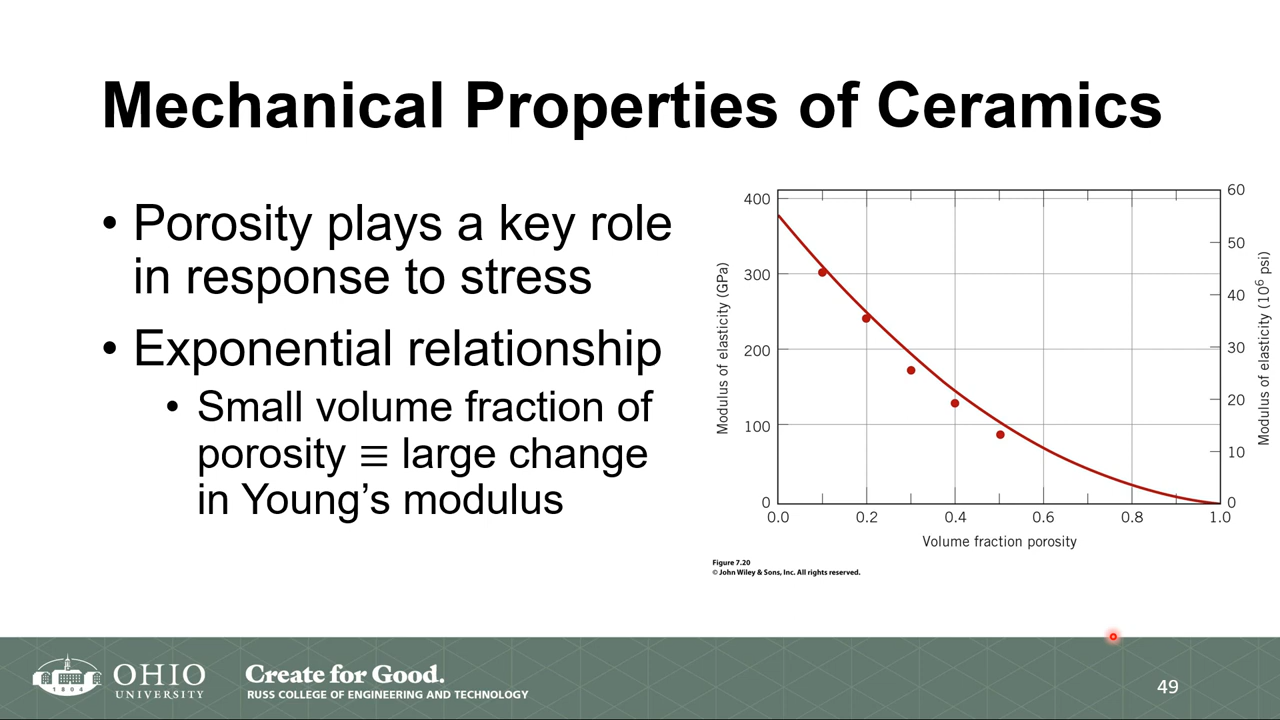 Mechanical Properties of Ceramics
• Porosity plays a key role
in response to stress
• Exponential relationship
• Small volume fraction of
porosity ≡ large change
in Young’s modulus
Modulus of elasticity (GPa)
400
300
200
100
0
60
50
40
30
20
10
0
Modulus of elasticity (10⁶ psi)
0.0 0.2 0.4 0.6 0.8 1.0
Volume fraction porosity
Figure 7.20
© John Wiley & Sons, Inc. All rights reserved.
1804
OHIO
UNIVERSITY
Create for Good.
RUSS COLLEGE OF ENGINEERING AND TECHNOLOGY
49